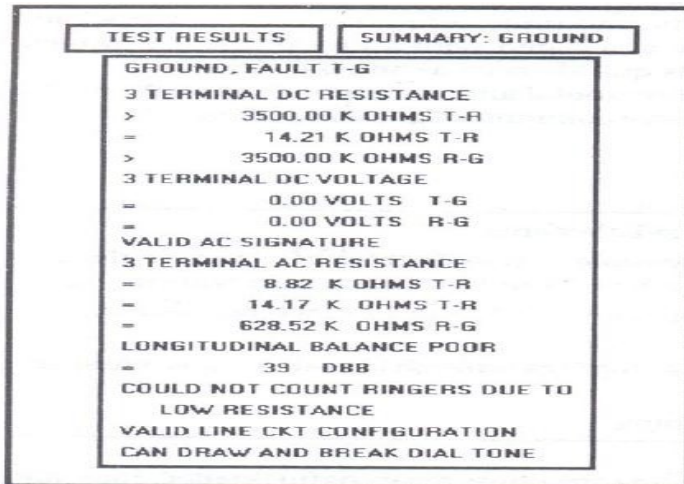 TEST RESULTS
SUMMARY: GROUND
GROUND, FAULT T-G
3 TERMINAL DC RESISTANCE
> 3500.00 K OHMS T-R
= 14.21 K OHMS T-R
> 3500.00 K OHMS R-G
3 TERMINAL DC VOLTAGE
= 0.00 VOLTS T-G
= 0.00 VOLTS R-G
VALID AC SIGNATURE
3 TERMINAL AC RESISTANCE
= 8.82 K OHMS T-R
= 14.17 K OHMS T-R
= 628.52 K OHMS R-G
LONGITUDINAL BALANCE POOR
= 39 DBB
COULD NOT COUNT RINGERS DUE TO
LOW RESISTANCE
VALID LINE CKT CONFIGURATION
CAN DRAW AND BREAK DIAL TONE